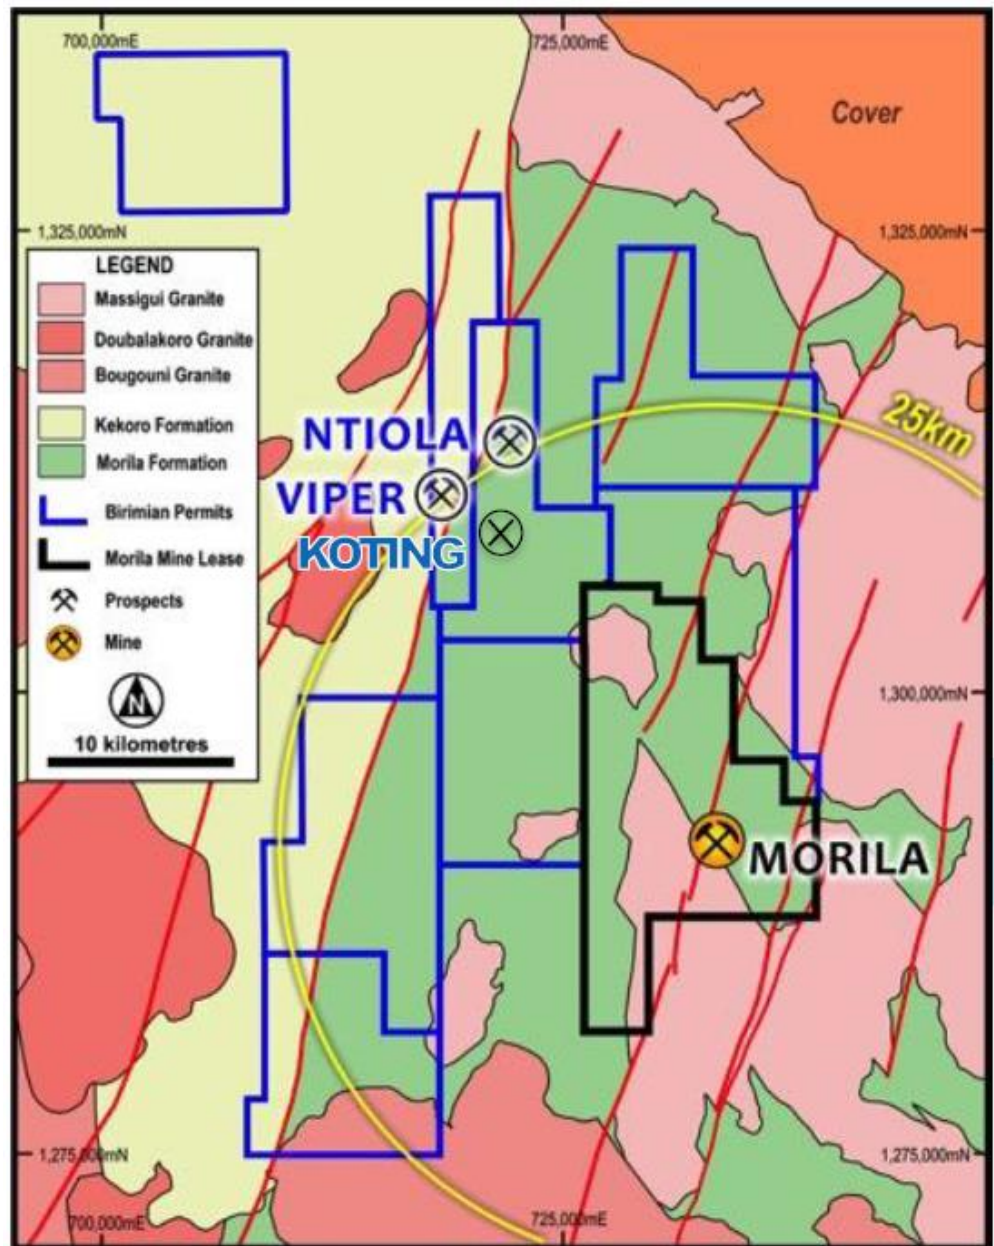 700,000mE
725,000mE
Cover
1,325,000mN
1,325,000mN
LEGEND
Massigui Granite
Doubalakoro Granite
Bougouni Granite
Kekoro Formation
Morila Formation
Birimian Permits
Morila Mine Lease
Prospects
Mine
N
10 kilometres
25km
NTIOLA
VIPER
KOTING
1,300,000mN
MORILA
1,275,000mN
1,275,000mN
700,000mE
725,000mE